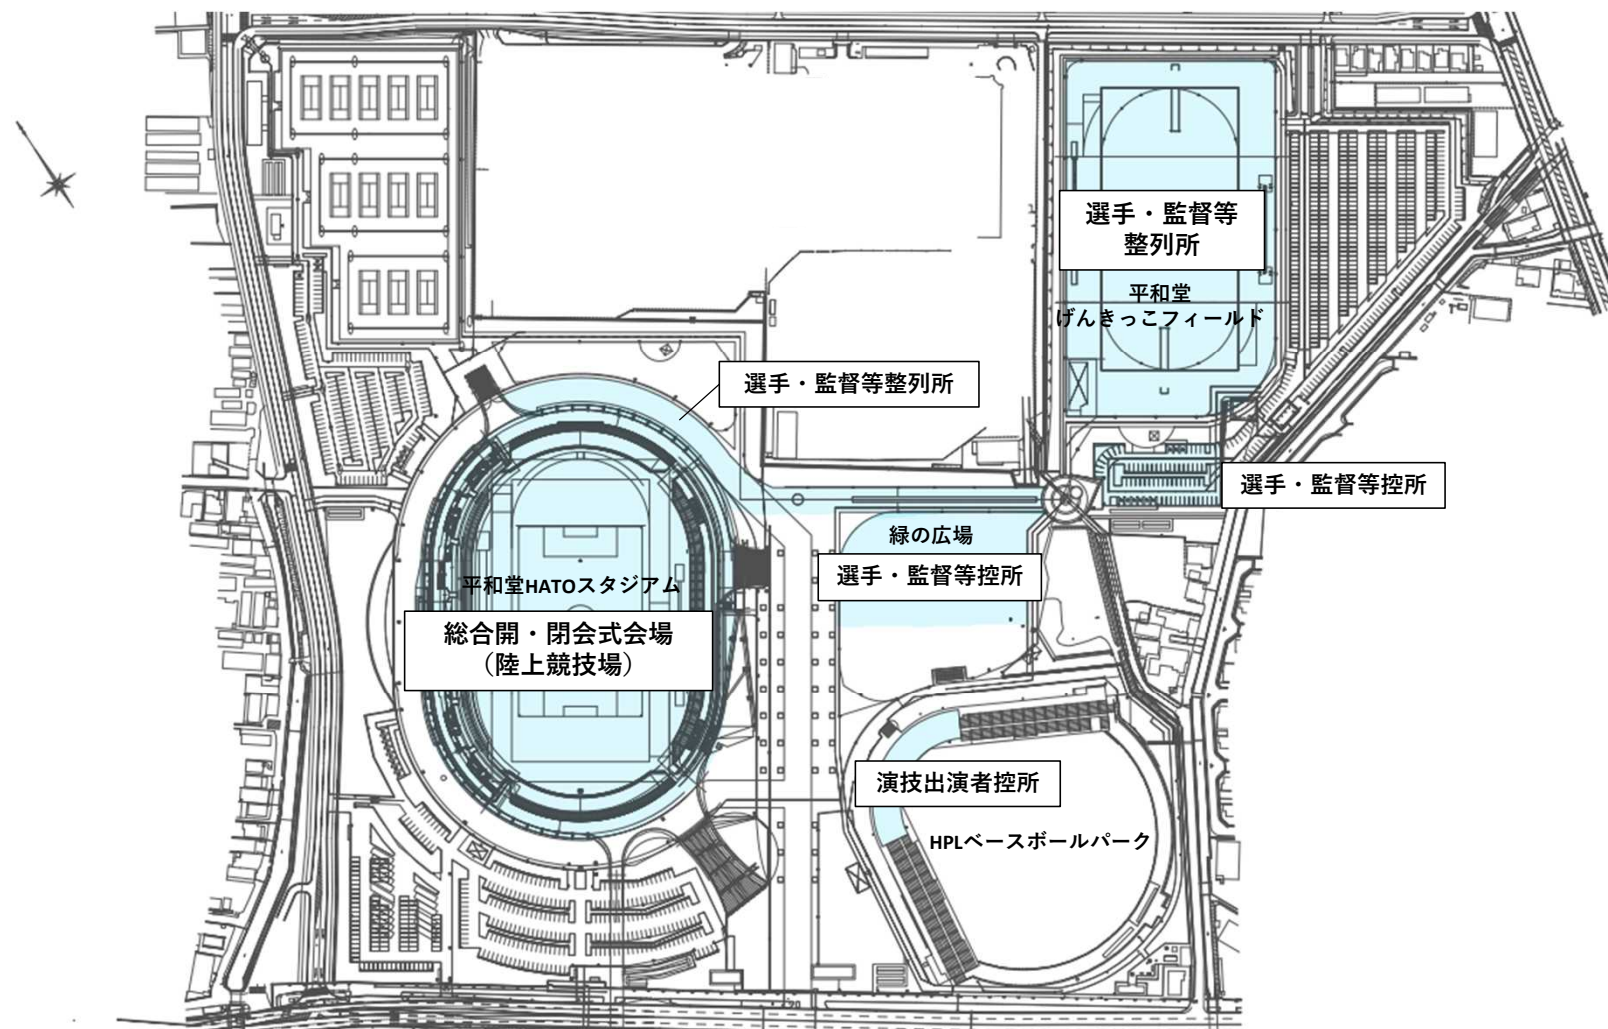 選手・監督等
整列所
平和堂
げんきっこフィールド
選手・監督等整列所
選手・監督等控所
緑の広場
選手・監督等控所
平和堂HATOスタジアム
総合開・閉会式会場
（陸上競技場）
演技出演者控所
HPLベースボールパーク